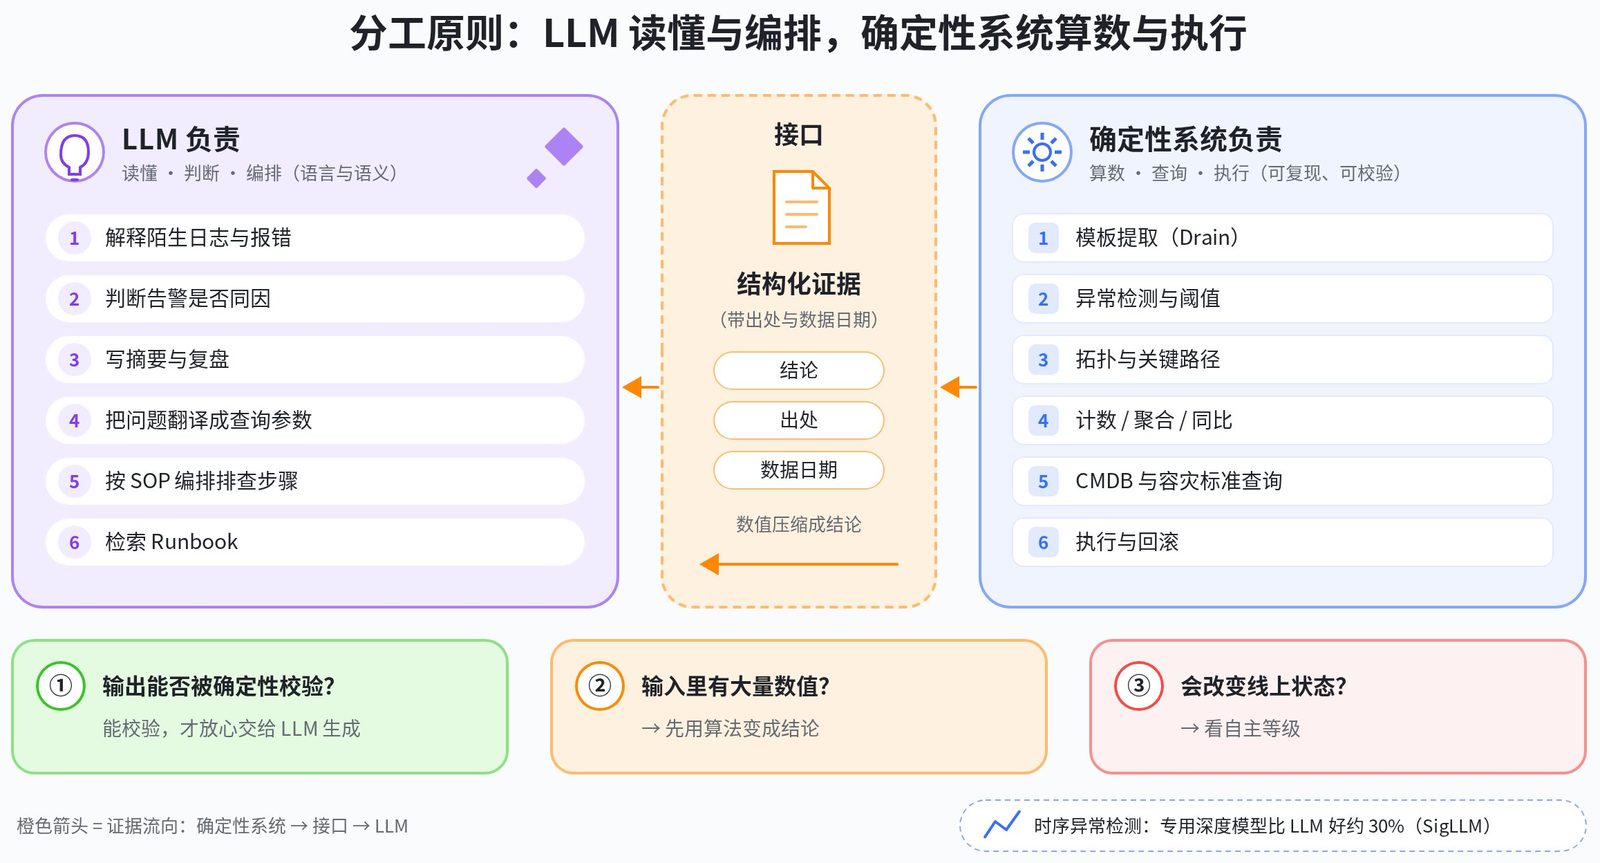 分工原则：LLM 读懂与编排，确定性系统算数与执行
LLM 负责
读懂 · 判断 · 编排（语言与语义）
1 解释陌生日志与报错
2 判断告警是否同因
3 写摘要与复盘
4 把问题翻译成查询参数
5 按 SOP 编排排查步骤
6 检索 Runbook
接口
结构化证据
（带出处与数据日期）
结论
出处
数据日期
数值压缩成结论
确定性系统负责
算数 · 查询 · 执行（可复现、可校验）
1 模板提取（Drain）
2 异常检测与阈值
3 拓扑与关键路径
4 计数 / 聚合 / 同比
5 CMDB 与容灾标准查询
6 执行与回滚
① 输出能否被确定性校验？
能校验，才放心交给 LLM 生成
② 输入里有大量数值？
→ 先用算法变成结论
③ 会改变线上状态？
→ 看自主等级
橙色箭头 = 证据流向：确定性系统 → 接口 → LLM
时序异常检测：专用深度模型比 LLM 好约 30%（SigLLM）